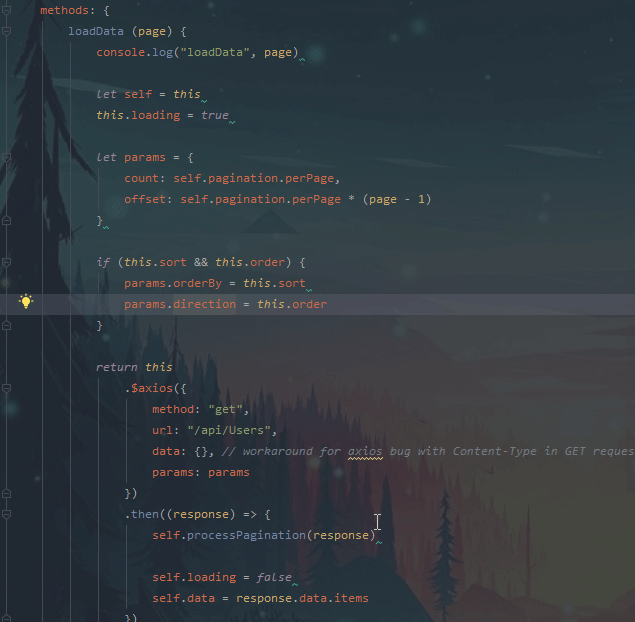 methods: {
loadData (page) {
console.log("loadData", page)
let self = this
this.loading = true
let params = {
count: self.pagination.perPage,
offset: self.pagination.perPage * (page - 1)
}
if (this.sort && this.order) {
params.orderBy = this.sort
params.direction = this.order
}
return this
.$axios({
method: "get",
url: "/api/Users",
data: {}, // workaround for axios bug with Content-Type in GET reques
params: params
})
.then((response) => {
self.processPagination(response)
self.loading = false
self.data = response.data.items
})